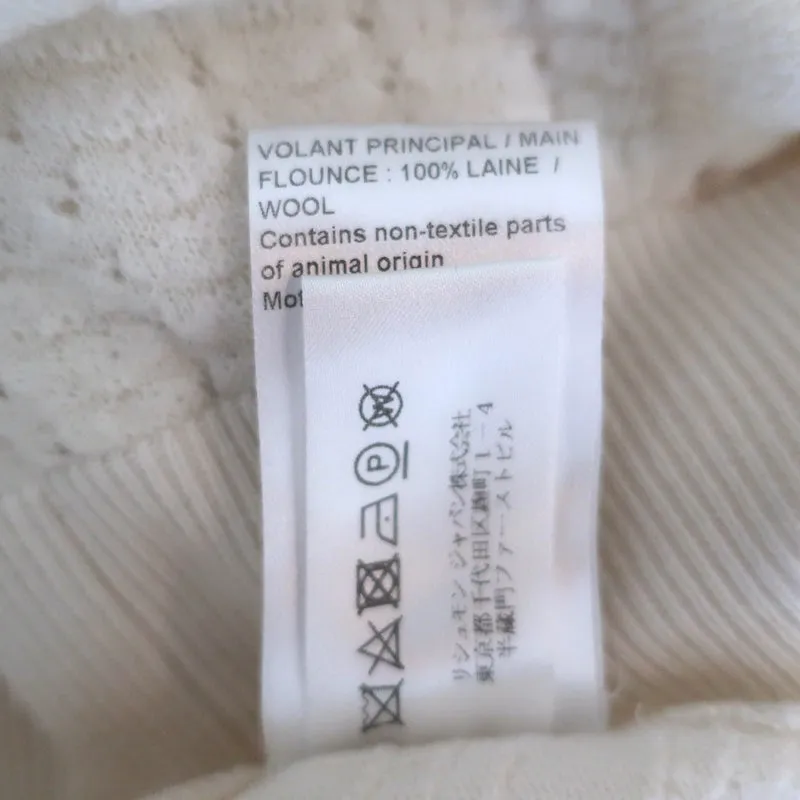 VOLANT PRINCIPAL / MAIN
FLOUNCE : 100% LAINE /
WOOL
Contains non-textile parts
of animal origin
Mot
W
P
リシュモン ジャパン株式会社
東京都千代田区麹町1－4
半蔵門ファーストビル